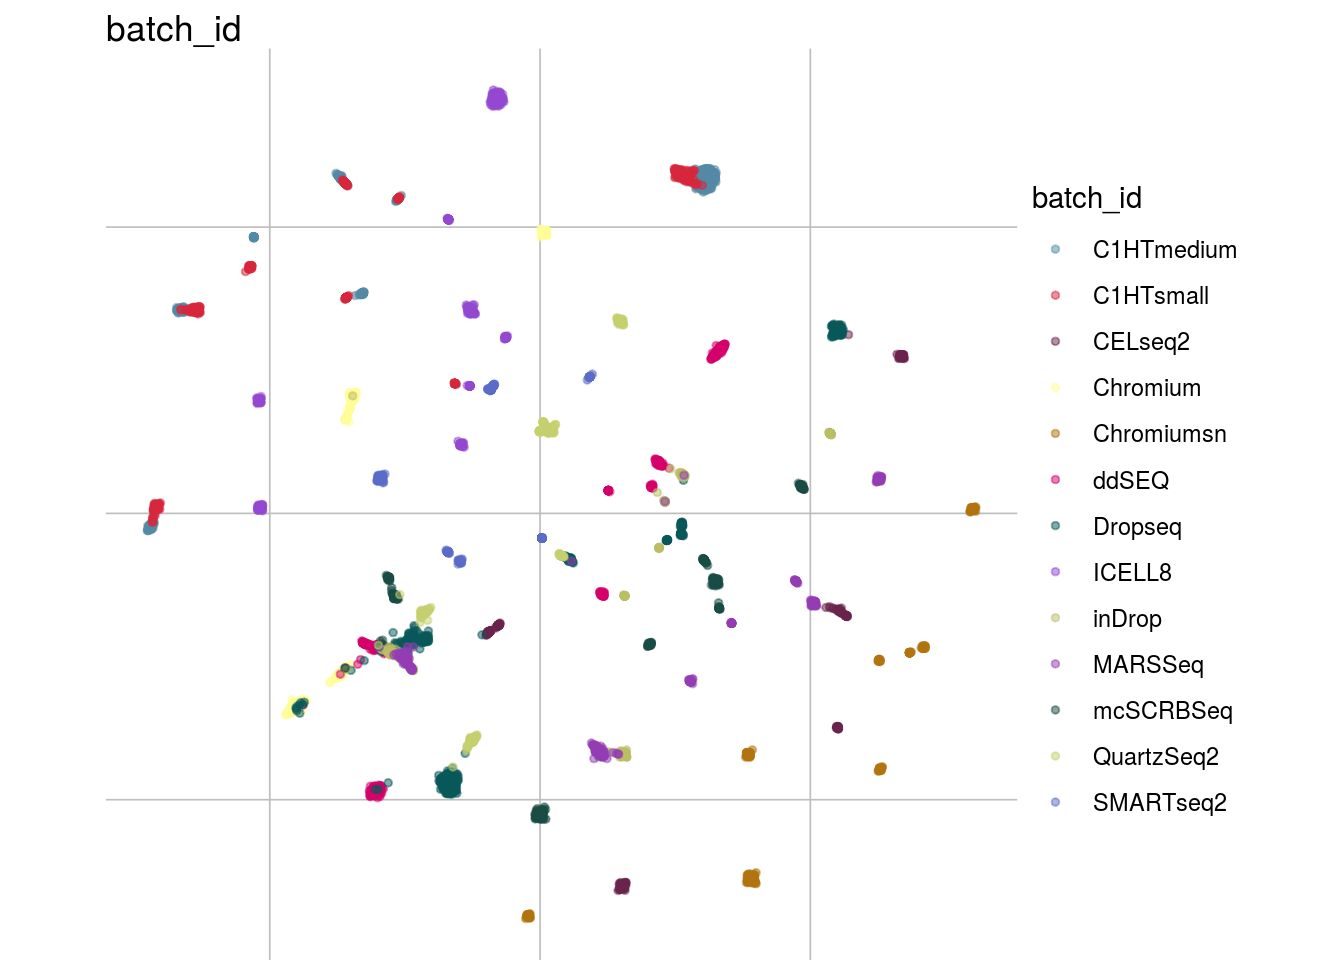 batch_id
batch_id
C1HTmedium
C1HTsmall
CELseq2
Chromium
Chromiumsn
ddSEQ
Dropseq
ICELL8
inDrop
MARSSeq
mcSCRBSeq
QuartzSeq2
SMARTseq2